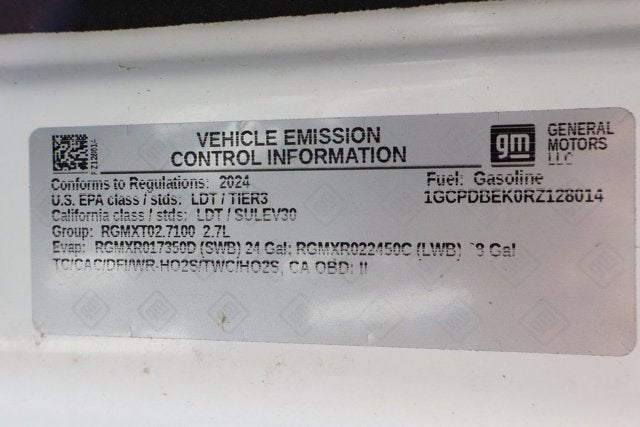 VEHICLE EMISSION
CONTROL INFORMATION
gm
GENERAL
MOTORS
LLC
Conforms to Regulations: 2024
Fuel: Gasoline
U.S. EPA class / stds: LDT / TIER3
1GCPDBEK0RZ128014
California class / stds: LDT / SULEV30
Group: RGMXT02.7100 2.7L
Evap: RGMXR017350D (SWB) 24 Gal; RGMXR022450C (LWB) Gal
TC/CAC/DFI/WR-HO2S/TWC/HO2S, CA OBD: II